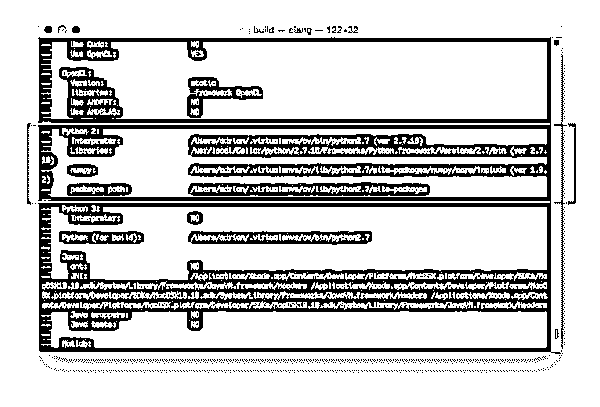 build — clang — 122×32
Use Cuda: NO
Use OpenCL: YES
OpenCL:
Version: static
libraries: -framework OpenCL
Use AMDFFT: NO
Use AMDBLAS: NO
Python 2:
Interpreter: /Users/adrian/.virtualenvs/cv/bin/python2.7 (ver 2.7.10)
Libraries: /usr/local/Cellar/python/2.7.10/Frameworks/Python.framework/Versions/2.7/bin (ver 2.7.
10)
numpy: /Users/adrian/.virtualenvs/cv/lib/python2.7/site-packages/numpy/core/include (ver 1.9.
2)
packages path: /Users/adrian/.virtualenvs/cv/lib/python2.7/site-packages
Python 3:
Interpreter: NO
Python (for build): /Users/adrian/.virtualenvs/cv/bin/python2.7
Java:
ant: NO
JNI: /Applications/Xcode.app/Contents/Developer/Platforms/MacOSX.platform/Developer/SDKs/Ma
cOSX10.10.sdk/System/Library/Frameworks/JavaVM.framework/Headers /Applications/Xcode.app/Contents/Developer/Platforms/MacO
SX.platform/Developer/SDKs/MacOSX10.10.sdk/System/Library/Frameworks/JavaVM.framework/Headers /Applications/Xcode.app/Cont
ents/Developer/Platforms/MacOSX.platform/Developer/SDKs/MacOSX10.10.sdk/System/Library/Frameworks/JavaVM.framework/Headers
Java wrappers: NO
Java tests: NO
Matlab: